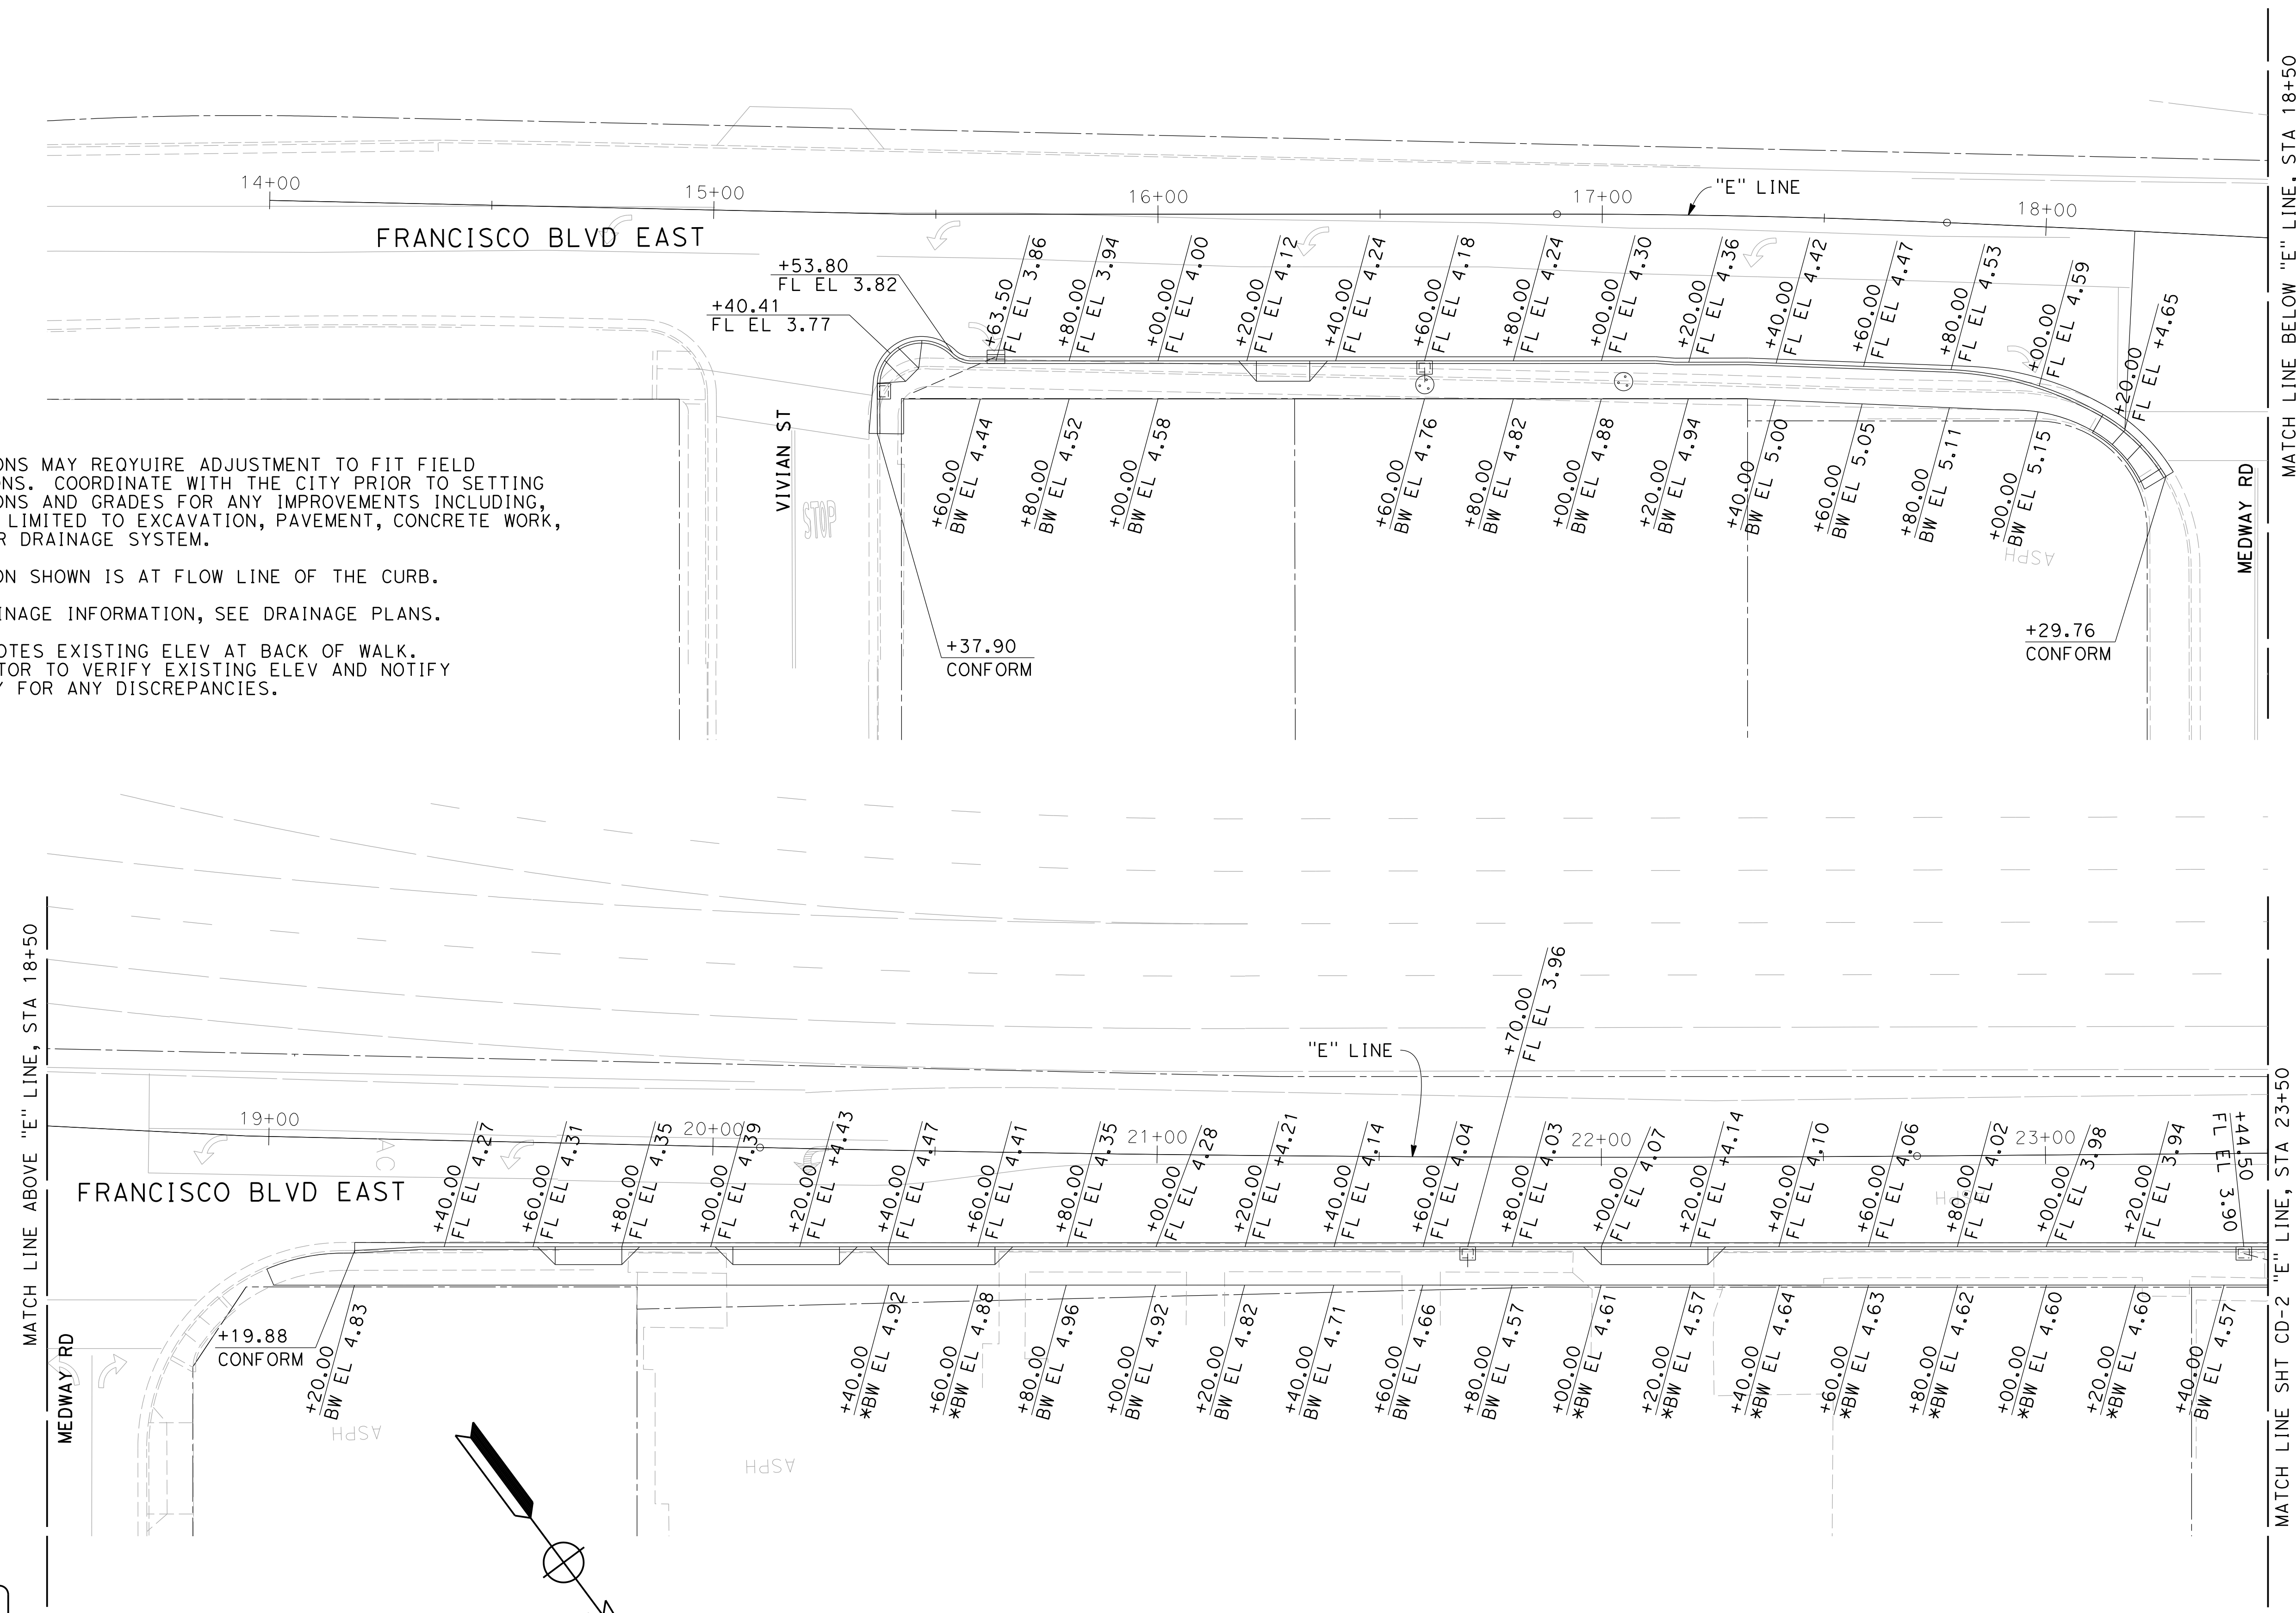 MATCH LINE BELOW "E" LINE, STA 18+50
14+00
15+00
16+00
17+00
18+00
"E" LINE
FRANCISCO BLVD EAST
+53.80
FL EL 3.82
+40.41
FL EL 3.77
+63.50
FL EL 3.86
+80.00
FL EL 3.94
+00.00
FL EL 4.00
+20.00
FL EL 4.12
+40.00
FL EL 4.24
+60.00
FL EL 4.18
+80.00
FL EL 4.24
+00.00
FL EL 4.30
+20.00
FL EL 4.36
+40.00
FL EL 4.42
+60.00
FL EL 4.47
+80.00
FL EL 4.53
+00.00
FL EL 4.59
+20.00
FL EL +4.65
+60.00
BW EL 4.44
+80.00
BW EL 4.52
+00.00
BW EL 4.58
+60.00
BW EL 4.76
+80.00
BW EL 4.82
+00.00
BW EL 4.88
+20.00
BW EL 4.94
+40.00
BW EL 5.00
+60.00
BW EL 5.05
+80.00
BW EL 5.11
+00.00
BW EL 5.15
VIVIAN ST
STOP
ASPH
MEDWAY RD
+37.90
CONFORM
+29.76
CONFORM
ONS MAY REQYUIRE ADJUSTMENT TO FIT FIELD
ONS. COORDINATE WITH THE CITY PRIOR TO SETTING
ONS AND GRADES FOR ANY IMPROVEMENTS INCLUDING,
LIMITED TO EXCAVATION, PAVEMENT, CONCRETE WORK,
R DRAINAGE SYSTEM.
ON SHOWN IS AT FLOW LINE OF THE CURB.
INAGE INFORMATION, SEE DRAINAGE PLANS.
OTES EXISTING ELEV AT BACK OF WALK.
TOR TO VERIFY EXISTING ELEV AND NOTIFY
Y FOR ANY DISCREPANCIES.
MATCH LINE ABOVE "E" LINE, STA 18+50
19+00
20+00
21+00
22+00
23+00
"E" LINE
FRANCISCO BLVD EAST
AC
+40.00
FL EL 4.27
+60.00
FL EL 4.31
+80.00
FL EL 4.35
+00.00
FL EL 4.39
+20.00
FL EL +4.43
+40.00
FL EL 4.47
+60.00
FL EL 4.41
+80.00
FL EL 4.35
+00.00
FL EL 4.28
+20.00
FL EL +4.21
+40.00
FL EL 4.14
+60.00
FL EL 4.04
+70.00
FL EL 3.96
+80.00
FL EL 4.03
+00.00
FL EL 4.07
+20.00
FL EL +4.14
+40.00
FL EL 4.10
+60.00
FL EL 4.06
+80.00
FL EL 4.02
+00.00
FL EL 3.98
+20.00
FL EL 3.94
+44.50
FL EL 3.90
MEDWAY RD
+19.88
CONFORM
+20.00
BW EL 4.83
+40.00
*BW EL 4.92
+60.00
*BW EL 4.88
+80.00
BW EL 4.96
+00.00
BW EL 4.92
+20.00
BW EL 4.82
+40.00
BW EL 4.71
+60.00
BW EL 4.66
+80.00
BW EL 4.57
+00.00
*BW EL 4.61
+20.00
*BW EL 4.57
+40.00
*BW EL 4.64
+60.00
*BW EL 4.63
+80.00
*BW EL 4.62
+00.00
*BW EL 4.60
+20.00
*BW EL 4.60
+40.00
BW EL 4.57
ASPH
ASPH
MATCH LINE SHT CD-2 "E" LINE, STA 23+50